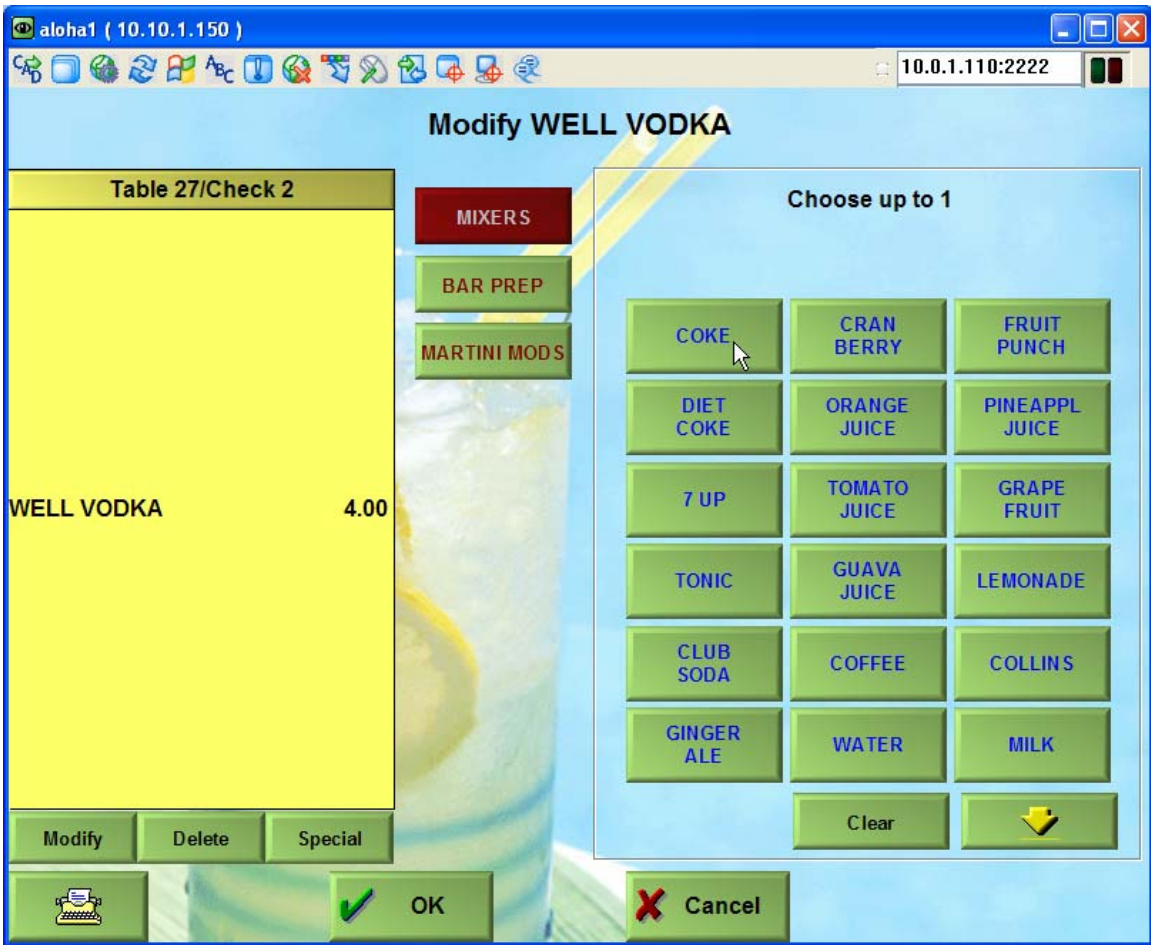 aloha1 ( 10.10.1.150 )
CAD
ABC
10.0.1.110:2222
Modify WELL VODKA
Table 27/Check 2
WELL VODKA 4.00
Modify
Delete
Special
MIXERS
BAR PREP
MARTINI MODS
Choose up to 1
COKE
CRAN
BERRY
FRUIT
PUNCH
DIET
COKE
ORANGE
JUICE
PINEAPPL
JUICE
7 UP
TOMATO
JUICE
GRAPE
FRUIT
TONIC
GUAVA
JUICE
LEMONADE
CLUB
SODA
COFFEE
COLLINS
GINGER
ALE
WATER
MILK
Clear
OK
Cancel